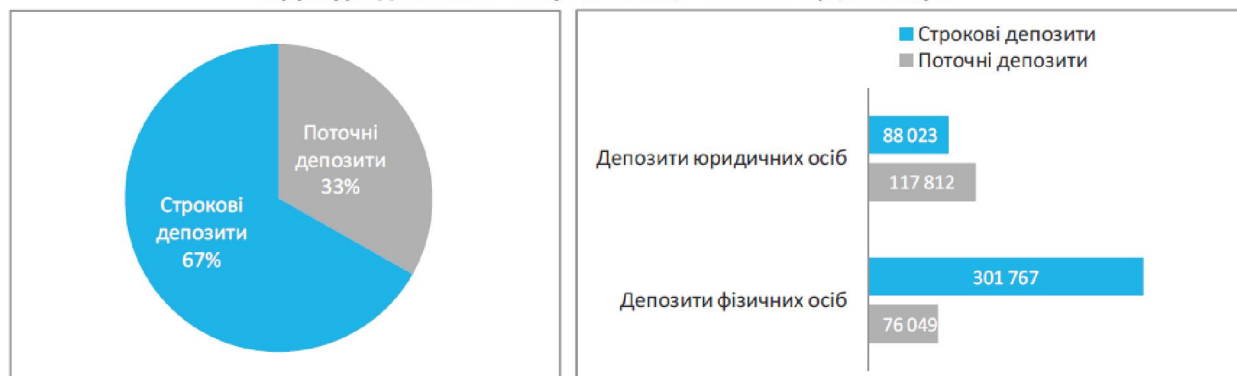 Поточні
депозити
33%
Строкові
депозити
67%
Строкові депозити
Поточні депозити
Депозити юридичних осіб
88 023
117 812
Депозити фізичних осіб
301 767
76 049